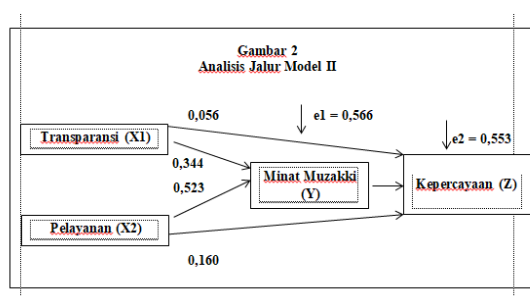 Gambar 2
Analisis Jalur Model II
0,056
e1 = 0,566
e2 = 0,553
Transparansi (X1)
0,344
0,523
Minat Muzakki
(Y)
Kepercayaan (Z)
Pelayanan (X2)
0,160